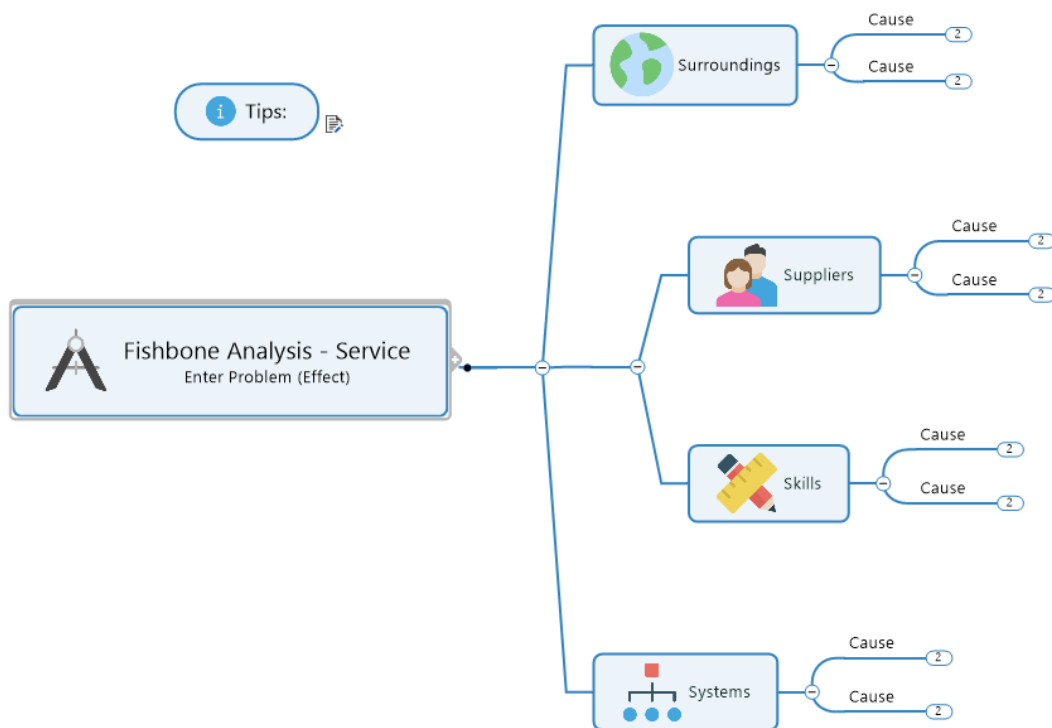 Cause
2
Surroundings
Cause
2
i Tips:
Cause
2
Suppliers
Cause
2
Fishbone Analysis - Service
Enter Problem (Effect)
Cause
2
Skills
Cause
2
Cause
2
Systems
Cause
2